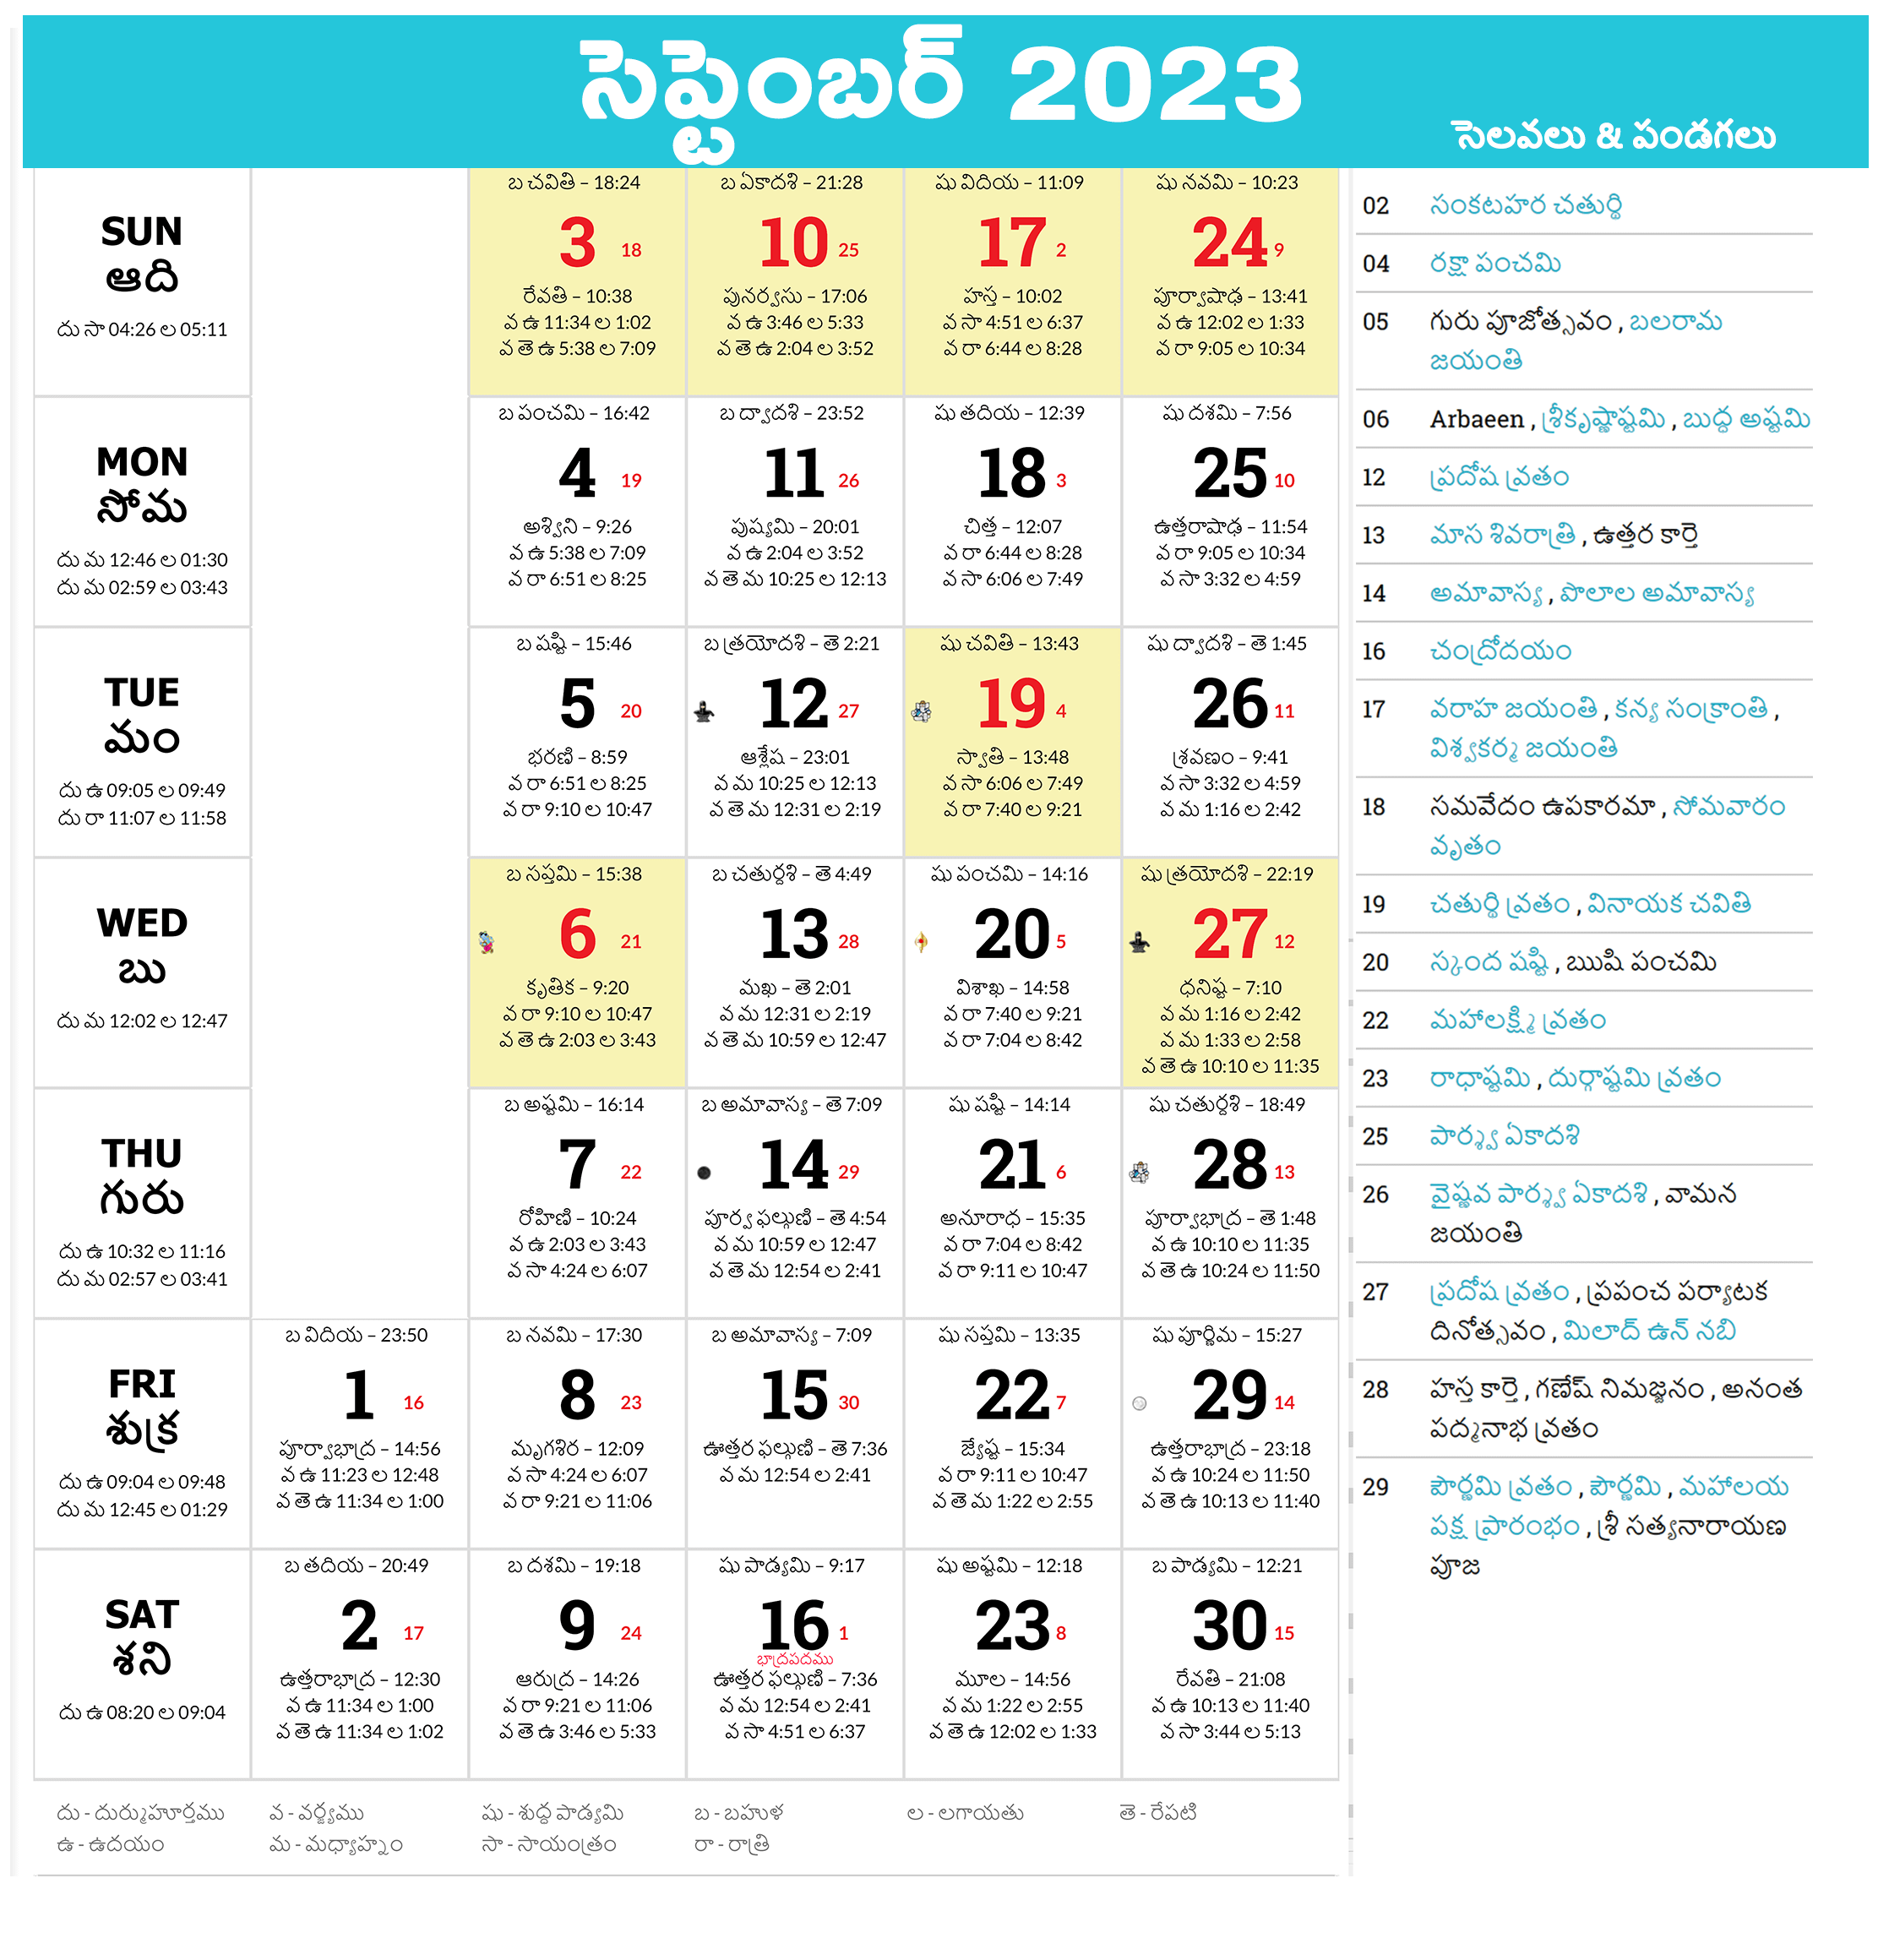 సెప్టెంబర్ 2023
సెలవలు & పండగలు
SUN
ఆది
దు సా 04:26 ల 05:11
బ చవితి – 18:24
3 18
రేవతి – 10:38
వ ఉ 11:34 ల 1:02
వ తె ఉ 5:38 ల 7:09
బ ఏకాదశి – 21:28
10 25
పునర్వసు – 17:06
వ ఉ 3:46 ల 5:33
వ తె ఉ 2:04 ల 3:52
షు విదియ – 11:09
17 2
హస్త – 10:02
వ సా 4:51 ల 6:37
వ రా 6:44 ల 8:28
షు నవమి – 10:23
24 9
పూర్వాషాఢ – 13:41
వ ఉ 12:02 ల 1:33
వ రా 9:05 ల 10:34
MON
సోమ
దు మ 12:46 ల 01:30
దు మ 02:59 ల 03:43
బ పంచమి – 16:42
4 19
అశ్విని – 9:26
వ ఉ 5:38 ల 7:09
వ రా 6:51 ల 8:25
బ ద్వాదశి – 23:52
11 26
పుష్యమి – 20:01
వ ఉ 2:04 ల 3:52
వ తె మ 10:25 ల 12:13
షు తదియ – 12:39
18 3
చిత్త – 12:07
వ రా 6:44 ల 8:28
వ సా 6:06 ల 7:49
షు దశమి – 7:56
25 10
ఉత్తరాషాఢ – 11:54
వ రా 9:05 ల 10:34
వ సా 3:32 ల 4:59
TUE
మం
దు ఉ 09:05 ల 09:49
దు రా 11:07 ల 11:58
బ షష్టి – 15:46
5 20
భరణి – 8:59
వ రా 6:51 ల 8:25
వ రా 9:10 ల 10:47
బ త్రయోదశి – తె 2:21
12 27
ఆశ్లేష – 23:01
వ మ 10:25 ల 12:13
వ తె మ 12:31 ల 2:19
షు చవితి – 13:43
19 4
స్వాతి – 13:48
వ సా 6:06 ల 7:49
వ రా 7:40 ల 9:21
షు ద్వాదశి – తె 1:45
26 11
శ్రవణం – 9:41
వ సా 3:32 ల 4:59
వ మ 1:16 ల 2:42
WED
బు
దు మ 12:02 ల 12:47
బ సప్తమి – 15:38
6 21
కృతిక – 9:20
వ రా 9:10 ల 10:47
వ తె ఉ 2:03 ల 3:43
బ చతుర్దశి – తె 4:49
13 28
మఖ – తె 2:01
వ మ 12:31 ల 2:19
వ తె మ 10:59 ల 12:47
షు పంచమి – 14:16
20 5
విశాఖ – 14:58
వ రా 7:40 ల 9:21
వ రా 7:04 ల 8:42
షు త్రయోదశి – 22:19
27 12
ధనిష్ట – 7:10
వ మ 1:16 ల 2:42
వ మ 1:33 ల 2:58
వ తె ఉ 10:10 ల 11:35
THU
గురు
దు ఉ 10:32 ల 11:16
దు మ 02:57 ల 03:41
బ అష్టమి – 16:14
7 22
రోహిణి – 10:24
వ ఉ 2:03 ల 3:43
వ సా 4:24 ల 6:07
బ అమావాస్య – తె 7:09
14 29
పూర్వ ఫల్గుణి – తె 4:54
వ మ 10:59 ల 12:47
వ తె మ 12:54 ల 2:41
షు షష్టి – 14:14
21 6
అనూరాధ – 15:35
వ రా 7:04 ల 8:42
వ రా 9:11 ల 10:47
షు చతుర్దశి – 18:49
28 13
పూర్వాభాద్ర – తె 1:48
వ ఉ 10:10 ల 11:35
వ తె ఉ 10:24 ల 11:50
FRI
శుక్ర
దు ఉ 09:04 ల 09:48
దు మ 12:45 ల 01:29
బ విదియ – 23:50
1 16
పూర్వాభాద్ర – 14:56
వ ఉ 11:23 ల 12:48
వ తె ఉ 11:34 ల 1:00
బ నవమి – 17:30
8 23
మృగశిర – 12:09
వ సా 4:24 ల 6:07
వ రా 9:21 ల 11:06
బ అమావాస్య – 7:09
15 30
ఊత్తర ఫల్గుణి – తె 7:36
వ మ 12:54 ల 2:41
షు సప్తమి – 13:35
22 7
జ్యేష్ట – 15:34
వ రా 9:11 ల 10:47
వ తె మ 1:22 ల 2:55
షు పూర్ణిమ – 15:27
29 14
ఉత్తరాభాద్ర – 23:18
వ ఉ 10:24 ల 11:50
వ తె ఉ 10:13 ల 11:40
SAT
శని
దు ఉ 08:20 ల 09:04
బ తదియ – 20:49
2 17
ఉత్తరాభాద్ర – 12:30
వ ఉ 11:34 ల 1:00
వ తె ఉ 11:34 ల 1:02
బ దశమి – 19:18
9 24
ఆరుద్ర – 14:26
వ రా 9:21 ల 11:06
వ తె ఉ 3:46 ల 5:33
షు పాడ్యమి – 9:17
16 1
భాద్రపదము
ఊత్తర ఫల్గుణి – 7:36
వ మ 12:54 ల 2:41
వ సా 4:51 ల 6:37
షు అష్టమి – 12:18
23 8
మూల – 14:56
వ మ 1:22 ల 2:55
వ తె ఉ 12:02 ల 1:33
బ పాడ్యమి – 12:21
30 15
రేవతి – 21:08
వ ఉ 10:13 ల 11:40
వ సా 3:44 ల 5:13
దు - దుర్ముహూర్తము వ - వర్జ్యము షు - శుద్ధ పాడ్యమి బ - బహుళ ల - లగాయతు తె - రేపటి
ఉ - ఉదయం మ - మధ్యాహ్నం సా - సాయంత్రం రా - రాత్రి
02 సంకటహర చతుర్థి
04 రక్షా పంచమి
05 గురు పూజోత్సవం , బలరామ
జయంతి
06 Arbaeen , శ్రీకృష్ణాష్టమి , బుద్ధ అష్టమి
12 ప్రదోష వ్రతం
13 మాస శివరాత్రి , ఉత్తర కార్తె
14 అమావాస్య , పొలాల అమావాస్య
16 చంద్రోదయం
17 వరాహ జయంతి , కన్య సంక్రాంతి ,
విశ్వకర్మ జయంతి
18 సమవేదం ఉపకారమా , సోమవారం
వృతం
19 చతుర్థి వ్రతం , వినాయక చవితి
20 స్కంద షష్టి , ఋషి పంచమి
22 మహాలక్ష్మి వ్రతం
23 రాధాష్టమి , దుర్గాష్టమి వ్రతం
25 పార్శ్వ ఏకాదశి
26 వైష్ణవ పార్శ్వ ఏకాదశి , వామన
జయంతి
27 ప్రదోష వ్రతం , ప్రపంచ పర్యాటక
దినోత్సవం , మిలాద్ ఉన్ నబి
28 హస్త కార్తె , గణేష్ నిమజ్జనం , అనంత
పద్మనాభ వ్రతం
29 పౌర్ణమి వ్రతం , పౌర్ణమి , మహాలయ
పక్ష ప్రారంభం , శ్రీ సత్యనారాయణ
పూజ